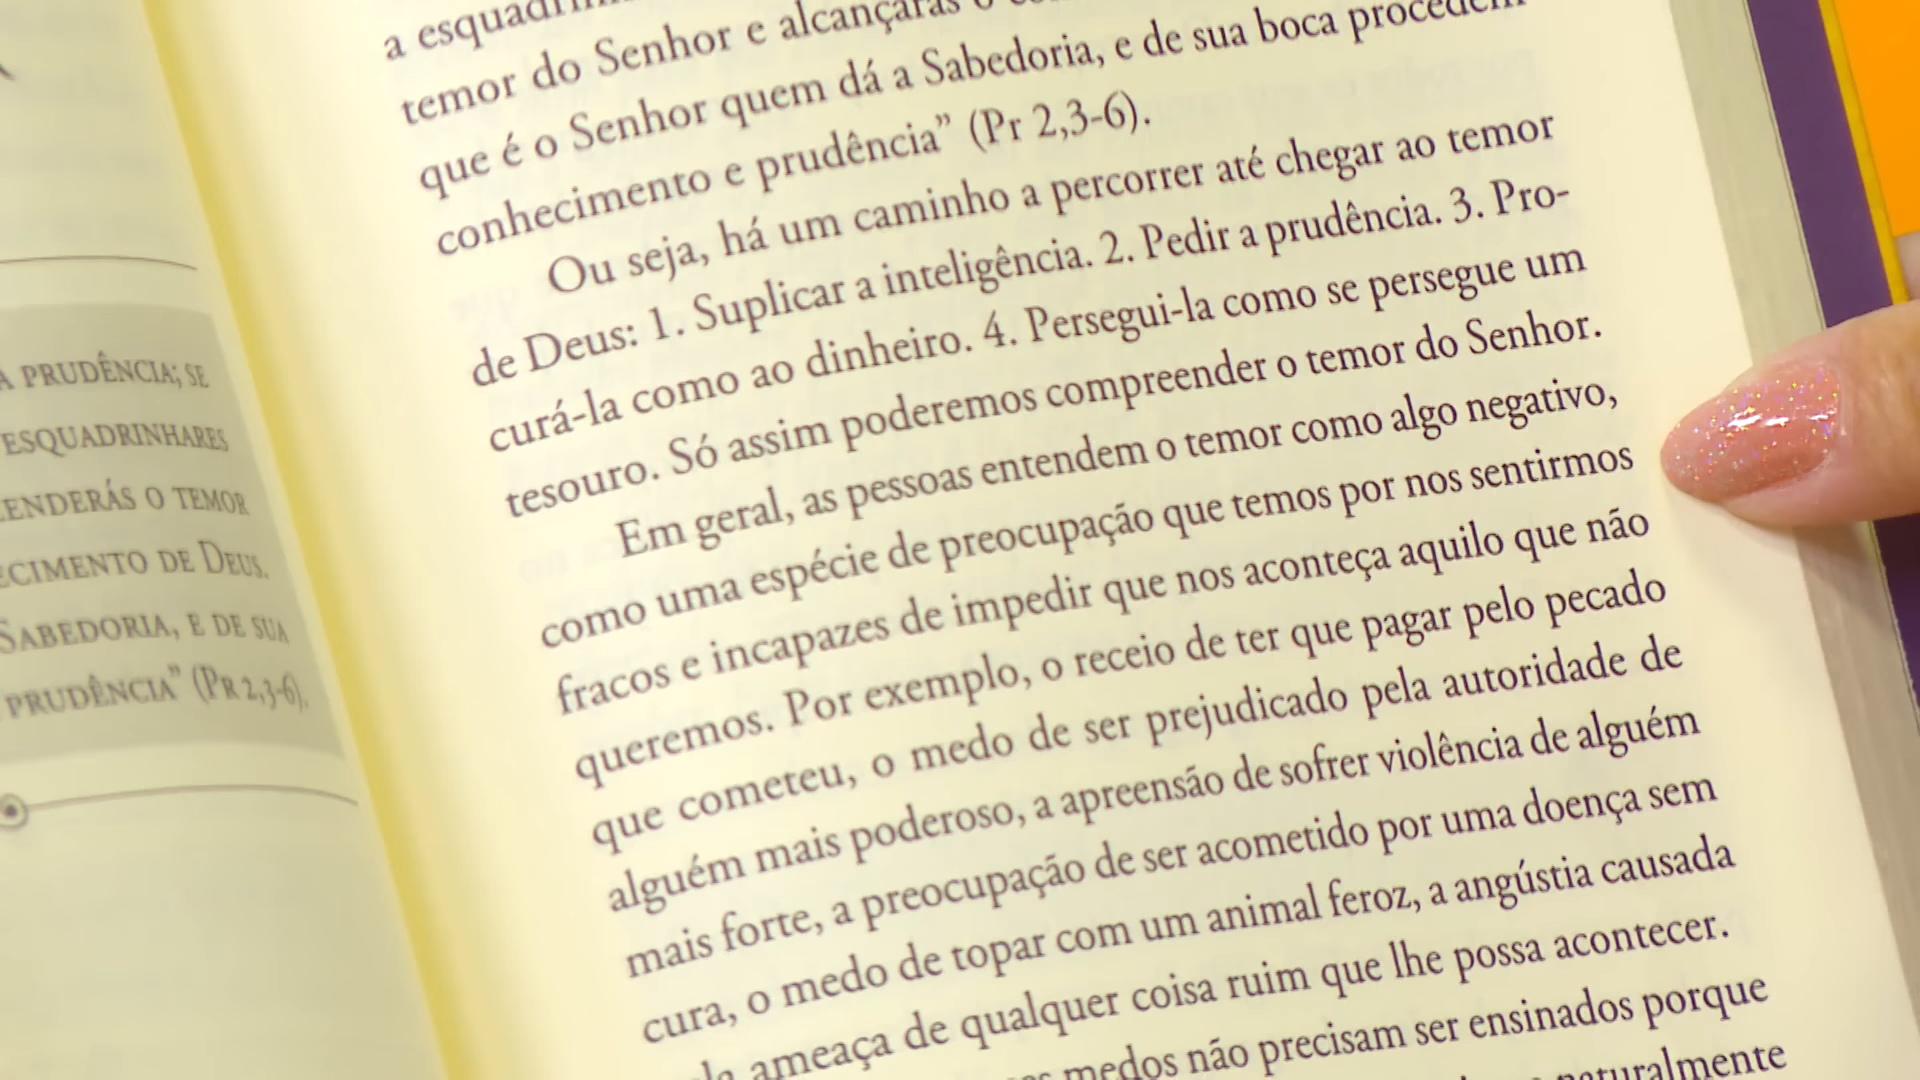 A PRUDÊNCIA; SE
ESQUADRINHARES
ENDERÁS O TEMOR
ECIMENTO DE DEUS.
SABEDORIA, E DE SUA
PRUDÊNCIA” (PR 2,3-6).
a
temor do Senhor e alcançarás o
que é o Senhor quem dá a Sabedoria, e de sua boca procedem
conhecimento e prudência” (Pr 2,3-6).
Ou seja, há um caminho a percorrer até chegar ao temor
de Deus: 1. Suplicar a inteligência. 2. Pedir a prudência. 3. Pro-
curá-la como ao dinheiro. 4. Persegui-la como se persegue um
tesouro. Só assim poderemos compreender o temor do Senhor.
Em geral, as pessoas entendem o temor como algo negativo,
como uma espécie de preocupação que temos por nos sentirmos
fracos e incapazes de impedir que nos aconteça aquilo que não
queremos. Por exemplo, o receio de ter que pagar pelo pecado
que cometeu, o medo de ser prejudicado pela autoridade de
alguém mais poderoso, a apreensão de sofrer violência de alguém
mais forte, a preocupação de ser acometido por uma doença sem
cura, o medo de topar com um animal feroz, a angústia causada
ameaça de qualquer coisa ruim que lhe possa acontecer.
medos não precisam ser ensinados porque
naturalmente